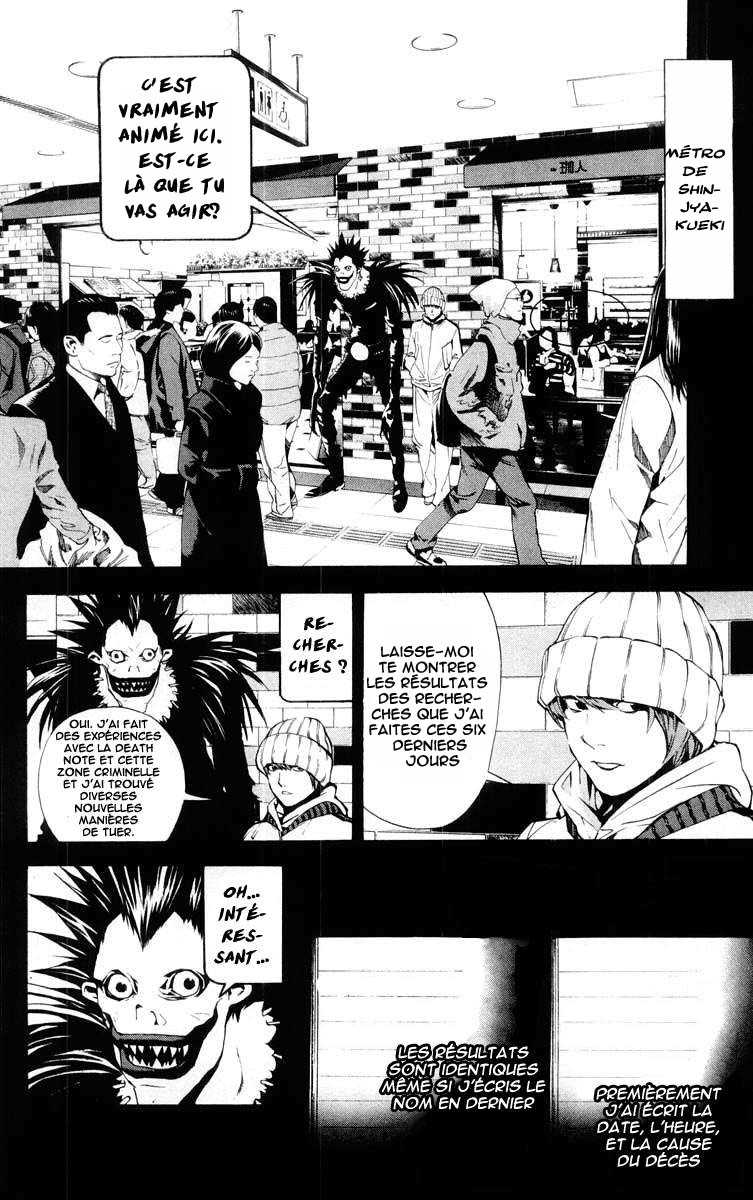 MÉTRO
DE
SHIN-
JYA-
KUEKI
C'EST
VRAIMENT
ANIMÉ ICI.
EST-CE
LÀ QUE TU
VAS AGIR?
LAISSE-MOI
TE MONTRER
LES RÉSULTATS
DES RECHER-
CHES QUE J'AI
FAITES CES SIX
DERNIERS
JOURS
RE-
CHER-
CHES ?
OUI. J'AI FAIT
DES EXPÉRIENCES
AVEC LA DEATH
NOTE ET CETTE
ZONE CRIMINELLE
ET J'AI TROUVÉ
DIVERSES
NOUVELLES
MANIÈRES
DE TUER.
PREMIÈREMENT
J'AI ÉCRIT LA
DATE, L'HEURE,
ET LA CAUSE
DU DÉCÈS
LES RÉSULTATS
SONT IDENTIQUES
MÊME SI J'ÉCRIS LE
NOM EN DERNIER
OH...
INTÉ-
RES-
SANT...